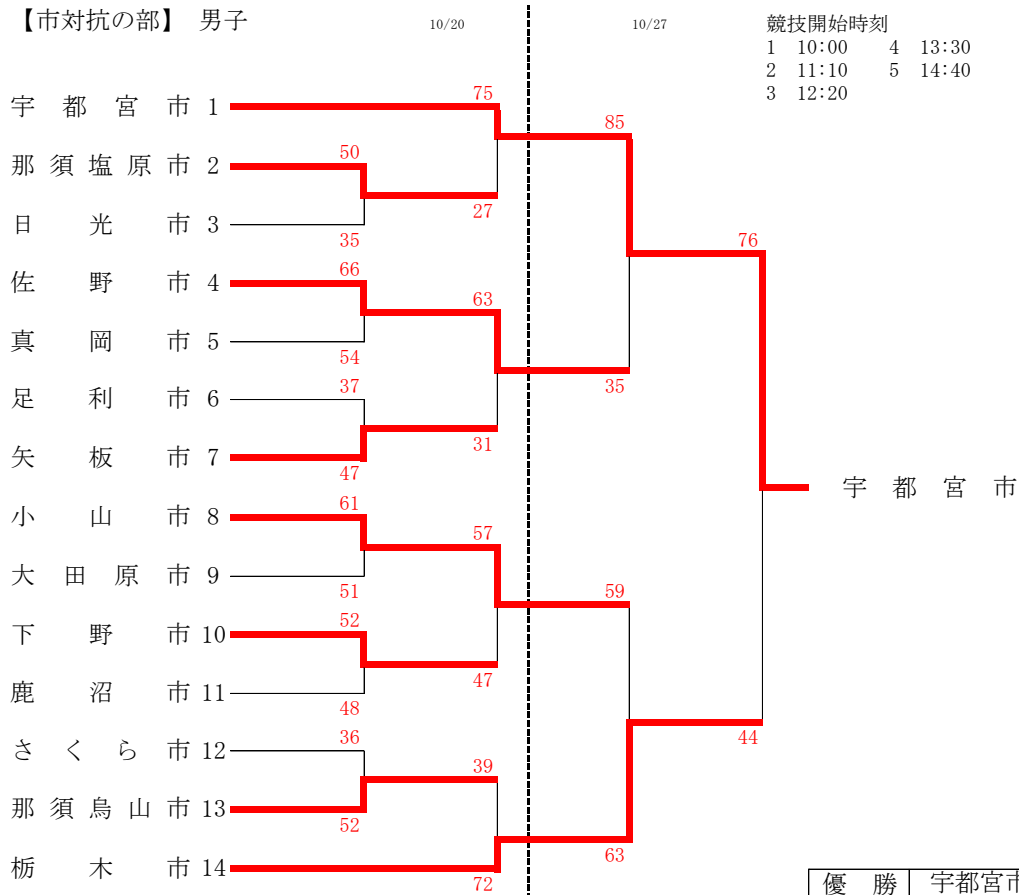 【市対抗の部】 男子
10/20
10/27
競技開始時刻
1 10:00 4 13:30
2 11:10 5 14:40
3 12:20
75
宇都宮市 1
85
50
那須塩原市 2
27
日光市 3
35
76
66
佐野市 4
63
真岡市 5
54
37
35
足利市 6
31
矢板市 7
47
宇都宮市
61
小山市 8
57
大田原市 9
51
59
52
下野市 10
47
鹿沼市 11
48
36
44
さくら市 12
39
那須烏山市 13
52
63
栃木市 14
72
優勝 宇都宮市